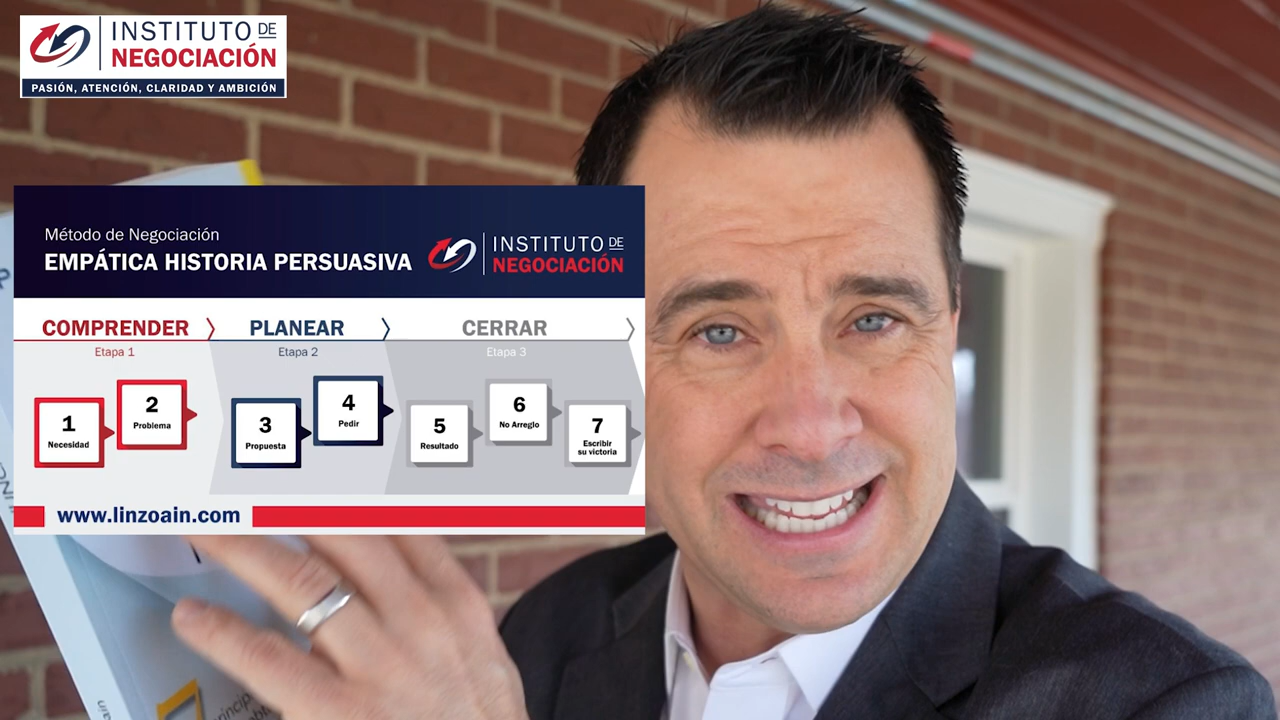 INSTITUTO DE
NEGOCIACIÓN
PASIÓN, ATENCIÓN, CLARIDAD Y AMBICIÓN
Método de Negociación
EMPÁTICA HISTORIA PERSUASIVA
INSTITUTO DE
NEGOCIACIÓN
COMPRENDER
PLANEAR
CERRAR
Etapa 1
Etapa 2
Etapa 3
1
Necesidad
2
Problema
3
Propuesta
4
Pedir
5
Resultado
6
No Arreglo
7
Escribir
su victoria
www.linzoain.com